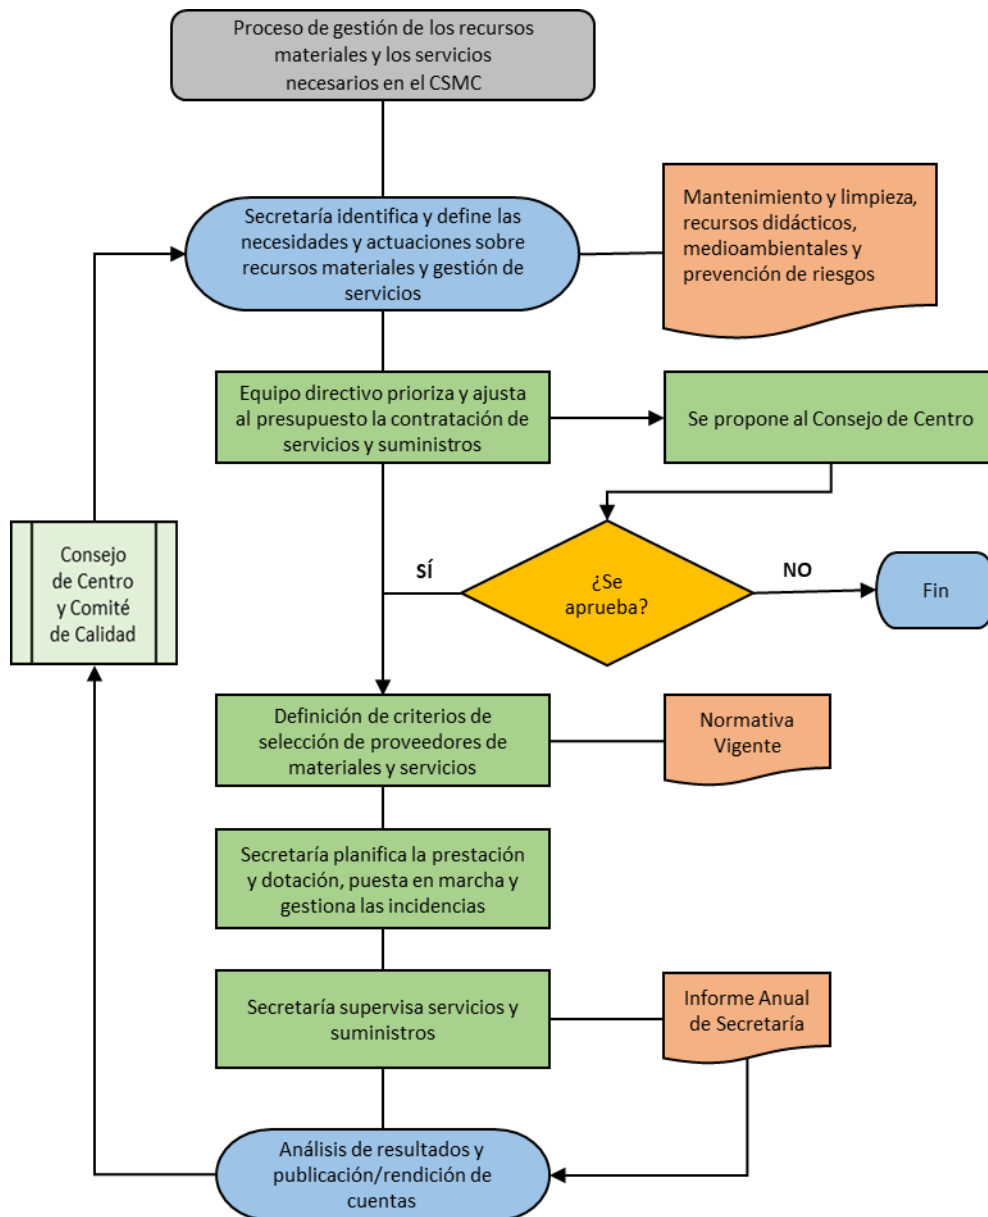 Proceso de gestión de los recursos
materiales y los servicios
necesarios en el CSMC
Secretaría identifica y define las
necesidades y actuaciones sobre
recursos materiales y gestión de
servicios
Mantenimiento y limpieza,
recursos didácticos,
medioambientales y
prevención de riesgos
Equipo directivo prioriza y ajusta
al presupuesto la contratación de
servicios y suministros
Se propone al Consejo de Centro
Consejo
de Centro
y Comité
de Calidad
SÍ
¿Se
aprueba?
NO
Fin
Definición de criterios de
selección de proveedores de
materiales y servicios
Normativa
Vigente
Secretaría planifica la prestación
y dotación, puesta en marcha y
gestiona las incidencias
Secretaría supervisa servicios y
suministros
Informe Anual
de Secretaría
Análisis de resultados y
publicación/rendición de
cuentas